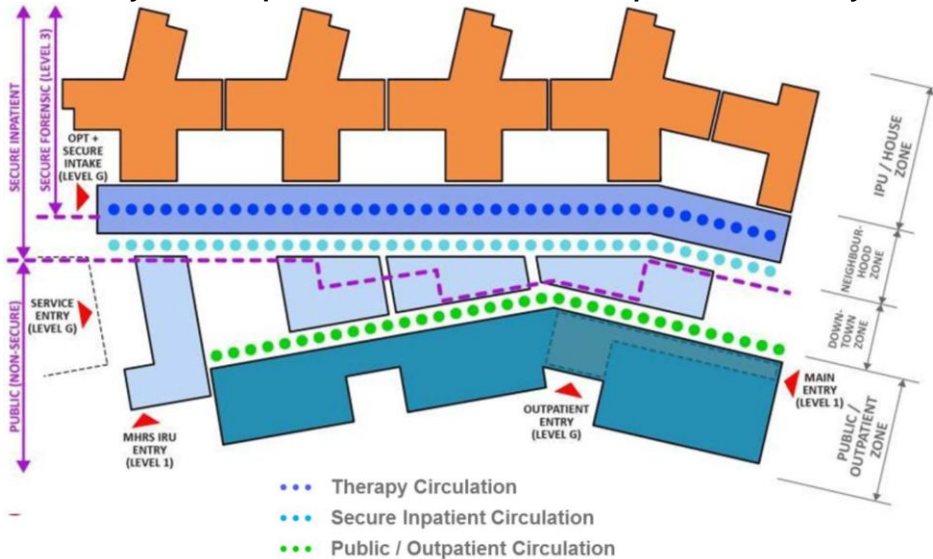 SECURE INPATIENT
SECURE FORENSIC (LEVEL 3)
OPT +
SECURE
INTAKE
(LEVEL G)
PUBLIC (NON-SECURE)
SERVICE
ENTRY
(LEVEL G)
MHRS IRU
ENTRY
(LEVEL 1)
OUTPATIENT
ENTRY
(LEVEL G)
MAIN
ENTRY
(LEVEL 1)
IPU / HOUSE
ZONE
NEIGHBOUR-
HOOD
ZONE
DOWN-
TOWN
ZONE
PUBLIC /
OUTPATIENT
ZONE
Therapy Circulation
Secure Inpatient Circulation
Public / Outpatient Circulation